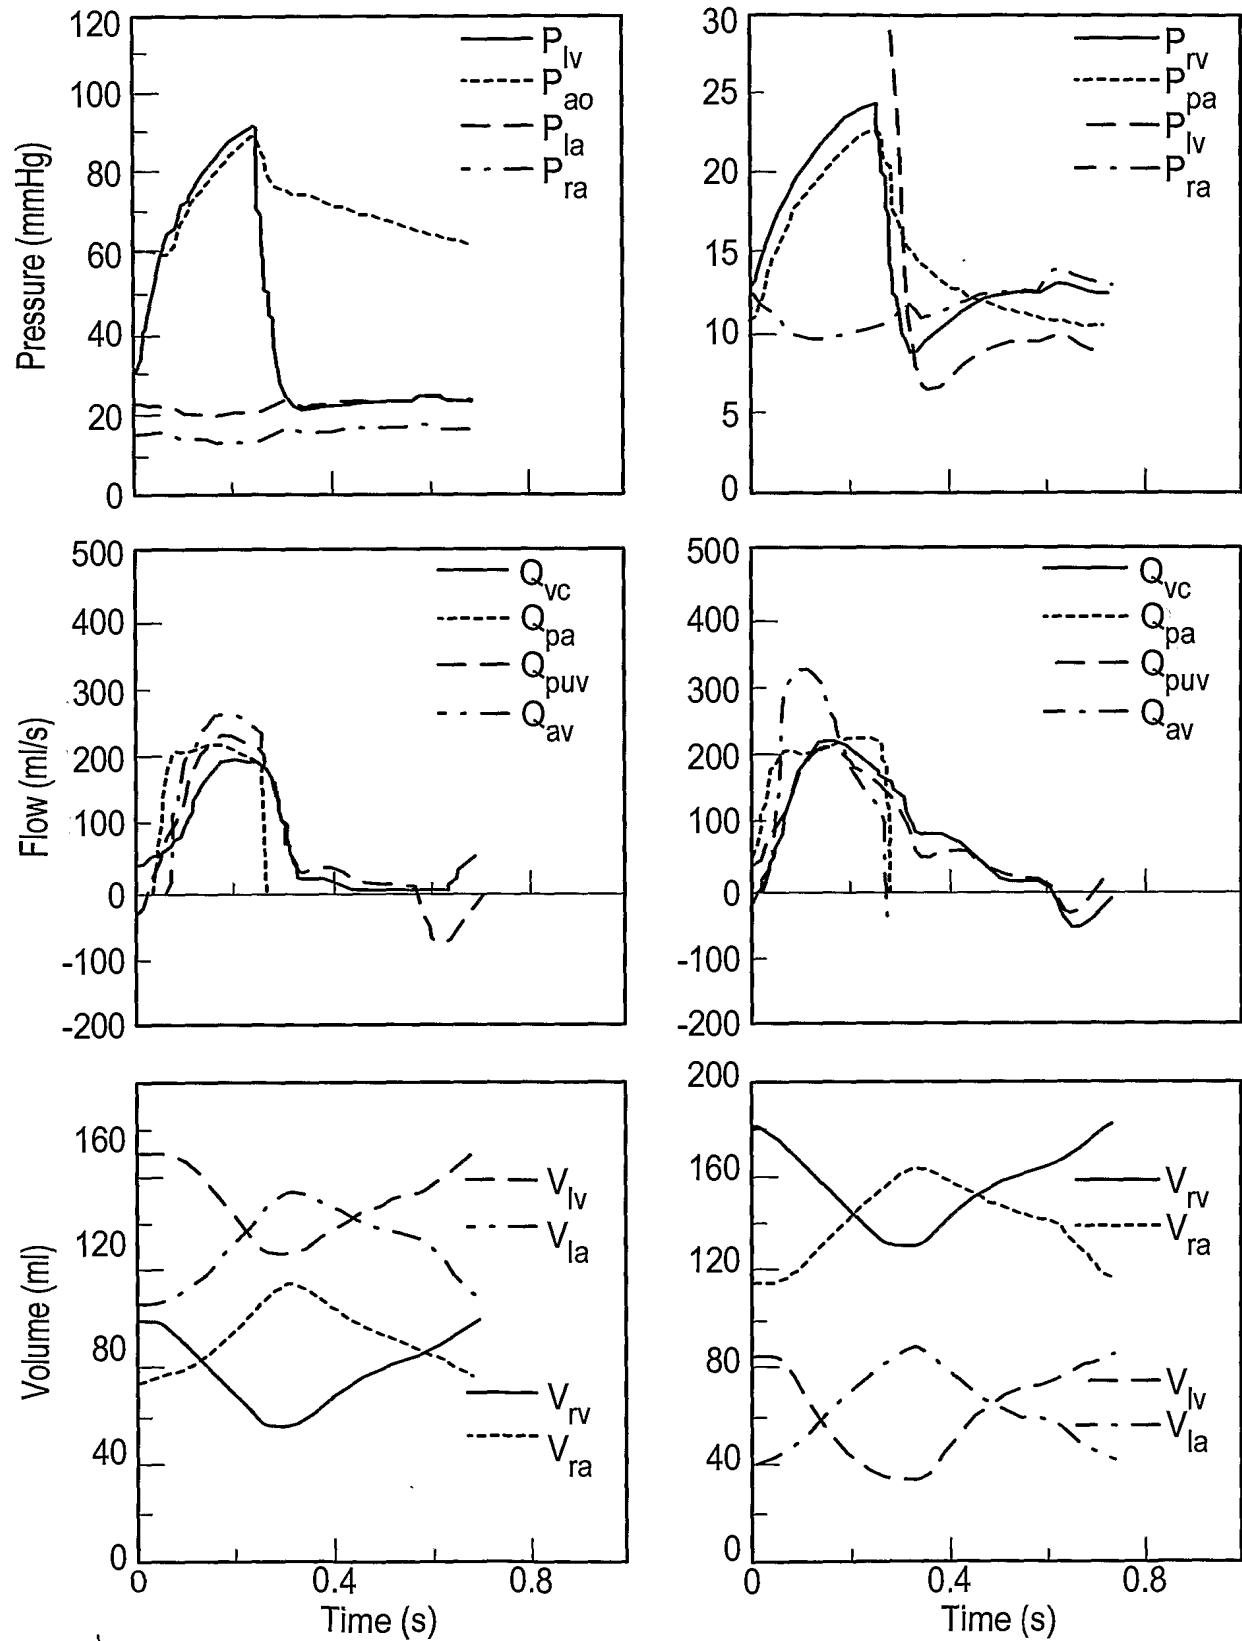 120
100
80
60
40
20
0
Pressure (mmHg)
P_lv
P_ao
P_la
P_ra
30
25
20
15
10
5
0
P_rv
P_pa
P_lv
P_ra
500
400
300
200
100
0
-100
-200
Flow (ml/s)
Q_vc
Q_pa
Q_puv
Q_av
500
400
300
200
100
0
-100
-200
Q_vc
Q_pa
Q_puv
Q_av
160
120
80
40
0
Volume (ml)
V_lv
V_la
V_rv
V_ra
0 0.4 0.8
Time (s)
200
160
120
80
40
0
V_rv
V_ra
V_lv
V_la
0 0.4 0.8
Time (s)